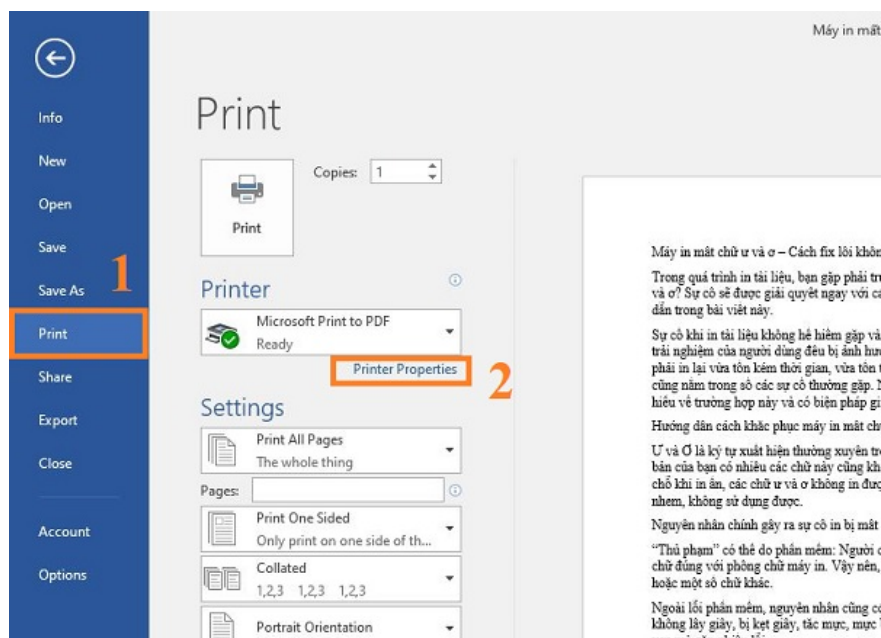 Máy in mất
Info
New
Open
Save
Save As
Print
Share
Export
Close
Account
Options
1
Print
Copies: 1
Print
Printer
Microsoft Print to PDF
Ready
Printer Properties
2
Settings
Print All Pages
The whole thing
Pages:
Print One Sided
Only print on one side of th...
Collated
1,2,3 1,2,3 1,2,3
Portrait Orientation
Máy in mất chữ ư và ơ – Cách fix lỗi
Trong quá trình in tài liệu, bạn gặp phải
và ơ? Sự cố sẽ được giải quyết ngay với
dẫn trong bài viết này.
Sự cố khi in tài liệu không hề hiếm gặp và
trải nghiệm của người dùng đều bị ảnh
phải in lại vừa tốn kém thời gian, vừa tốn
cũng nằm trong số các sự cố thường gặp.
hiểu về trường hợp này và có biện pháp
Hướng dẫn cách khắc phục máy in mất
Ư và Ơ là ký tự xuất hiện thường xuyên
bản của bạn có nhiều các chữ này cũng
chỗ khi in ấn, các chữ ư và ơ không in
nhem, không sử dụng được.
Nguyên nhân chính gây ra sự cố in bị mất
“Thủ phạm” có thể do phần mềm: Người
chữ đúng với phông chữ máy in. Vậy nên,
hoặc một số chữ khác.
Ngoài lỗi phần mềm, nguyên nhân cũng
không lấy giấy, bị kẹt giấy, tắc mực, mực